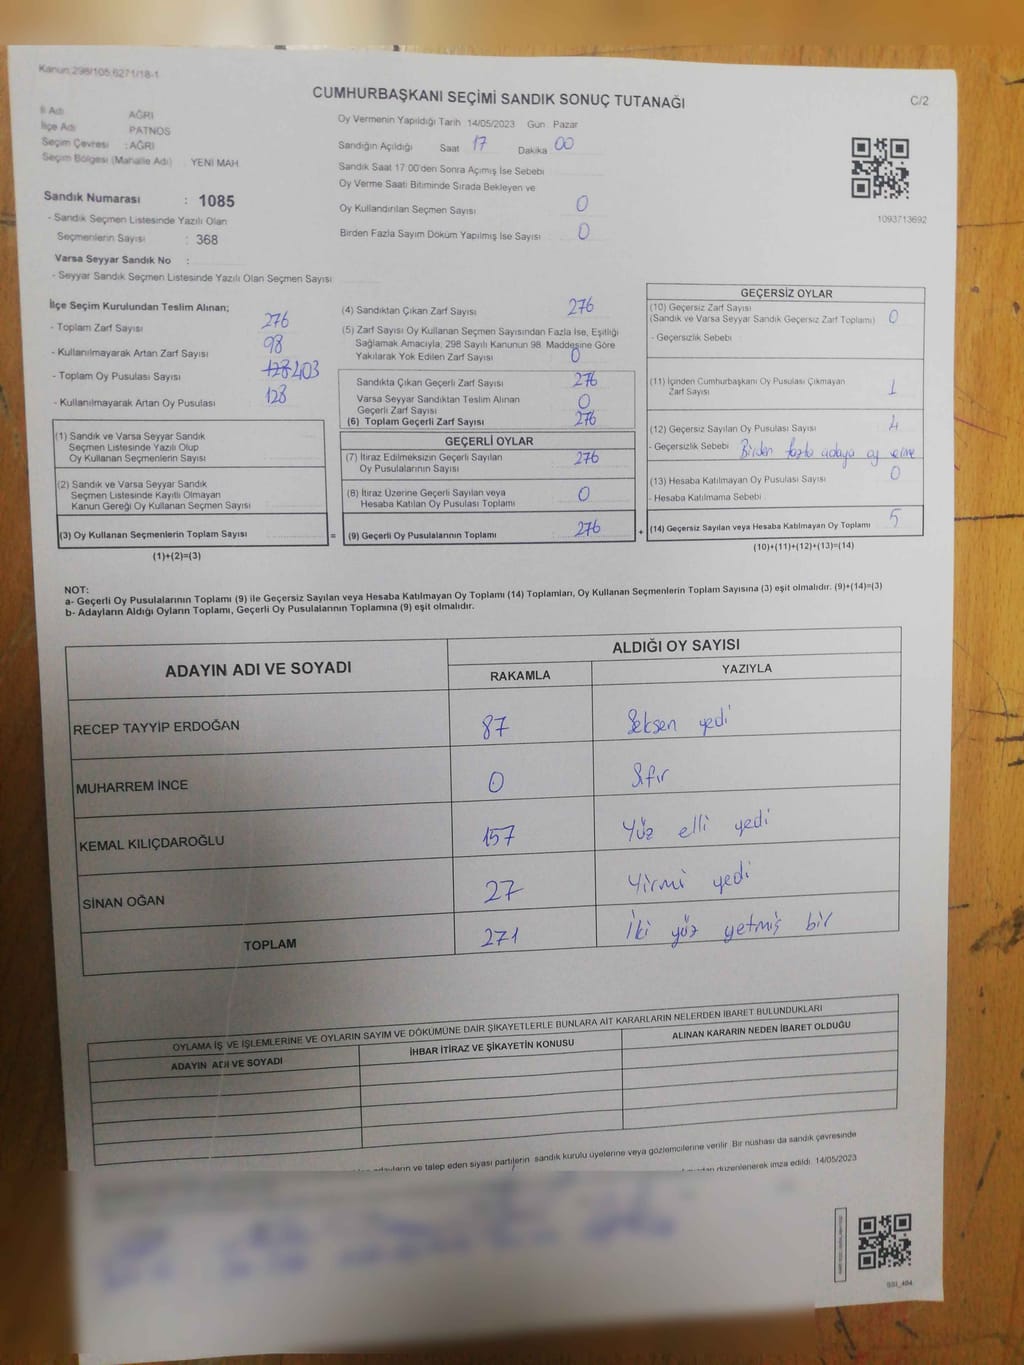 Kanun:298/105,6271/18-1
CUMHURBAŞKANI SEÇİMİ SANDIK SONUÇ TUTANAĞI
C/2
İl Adı AĞRI
İlçe Adı PATNOS
Seçim Çevresi : AĞRI
Seçim Bölgesi (Mahalle Adı) : YENİ MAH
Oy Vermenin Yapıldığı Tarih 14/05/2023 Gün: Pazar
Sandığın Açıldığı Saat 17 Dakika 00
Sandık Saat 17:00'den Sonra Açımış İse Sebebi
Oy Verme Saati Bitiminde Sırada Bekleyen ve
Oy Kullandırılan Seçmen Sayısı 0
Birden Fazla Sayım Döküm Yapılmış İse Sayısı 0
1093713692
Sandık Numarası : 1085
- Sandık Seçmen Listesinde Yazılı Olan
Seçmenlerin Sayısı : 368
Varsa Seyyar Sandık No :
- Seyyar Sandık Seçmen Listesinde Yazılı Olan Seçmen Sayısı
İlçe Seçim Kurulundan Teslim Alınan;
- Toplam Zarf Sayısı 276
- Kullanılmayarak Artan Zarf Sayısı 98
- Toplam Oy Pusulası Sayısı 128 403
- Kullanılmayarak Artan Oy Pusulası 128
(1) Sandık ve Varsa Seyyar Sandık
Seçmen Listesinde Yazılı Olup
Oy Kullanan Seçmenlerin Sayısı
(2) Sandık ve Varsa Seyyar Sandık
Seçmen Listesinde Kayıtlı Olmayan
Kanun Gereği Oy Kullanan Seçmen Sayısı
(3) Oy Kullanan Seçmenlerin Toplam Sayısı =
(1)+(2)=(3)
(4) Sandıktan Çıkan Zarf Sayısı 276
(5) Zarf Sayısı Oy Kullanan Seçmen Sayısından Fazla İse, Eşitliği
Sağlamak Amacıyla, 298 Sayılı Kanunun 98. Maddesine Göre
Yakılarak Yok Edilen Zarf Sayısı 0
Sandıkta Çıkan Geçerli Zarf Sayısı 276
Varsa Seyyar Sandıktan Teslim Alınan
Geçerli Zarf Sayısı 0
(6) Toplam Geçerli Zarf Sayısı 276
GEÇERLİ OYLAR
(7) İtiraz Edilmeksizin Geçerli Sayılan
Oy Pusulalarının Sayısı 276
(8) İtiraz Üzerine Geçerli Sayılan veya
Hesaba Katılan Oy Pusulası Toplamı 0
(9) Geçerli Oy Pusulalarının Toplamı 276 +
GEÇERSİZ OYLAR
(10) Geçersiz Zarf Sayısı
(Sandık ve Varsa Seyyar Sandık Geçersiz Zarf Toplamı) 0
- Geçersizlik Sebebi
(11) İçinden Cumhurbaşkanı Oy Pusulası Çıkmayan
Zarf Sayısı 1
(12) Geçersiz Sayılan Oy Pusulası Sayısı 4
- Geçersizlik Sebebi Birden fazla adaya oy verme
(13) Hesaba Katılmayan Oy Pusulası Sayısı 0
- Hesaba Katılmama Sebebi
(14) Geçersiz Sayılan veya Hesaba Katılmayan Oy Toplamı 5
(10)+(11)+(12)+(13)=(14)
NOT:
a- Geçerli Oy Pusulalarının Toplamı (9) ile Geçersiz Sayılan veya Hesaba Katılmayan Oy Toplamı (14) Toplamları, Oy Kullanan Seçmenlerin Toplam Sayısına (3) eşit olmalıdır. (9)+(14)=(3)
b- Adayların Aldığı Oyların Toplamı, Geçerli Oy Pusulalarının Toplamına (9) eşit olmalıdır.
ADAYIN ADI VE SOYADI
ALDIĞI OY SAYISI
RAKAMLA YAZIYLA
RECEP TAYYİP ERDOĞAN 87 Seksen yedi
MUHARREM İNCE 0 Sıfır
KEMAL KILIÇDAROĞLU 157 Yüz elli yedi
SİNAN OĞAN 27 Yirmi yedi
TOPLAM 271 İki yüz yetmiş bir
OYLAMA İŞ VE İŞLEMLERİNE VE OYLARIN SAYIM VE DÖKÜMÜNE DAİR ŞİKAYETLERLE BUNLARA AİT KARARLARIN NELERDEN İBARET BULUNDUKLARI
ADAYIN ADI VE SOYADI İHBAR İTİRAZ VE ŞİKAYETİN KONUSU ALINAN KARARIN NEDEN İBARET OLDUĞU
adayların ve talep eden siyasi partilerin sandık kurulu üyelerine veya gözlemcilerine verilir. Bir nüshası da sandık çevresinde
düzenlenerek imza edildi. 14/05/2023